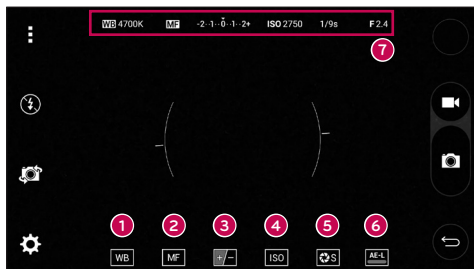 WB 4700K MF -2··1··0··1··2+ ISO 2750 1/9s F 2.4
7
1 2 3 4 5 6
WB MF +/- ISO S AE-L